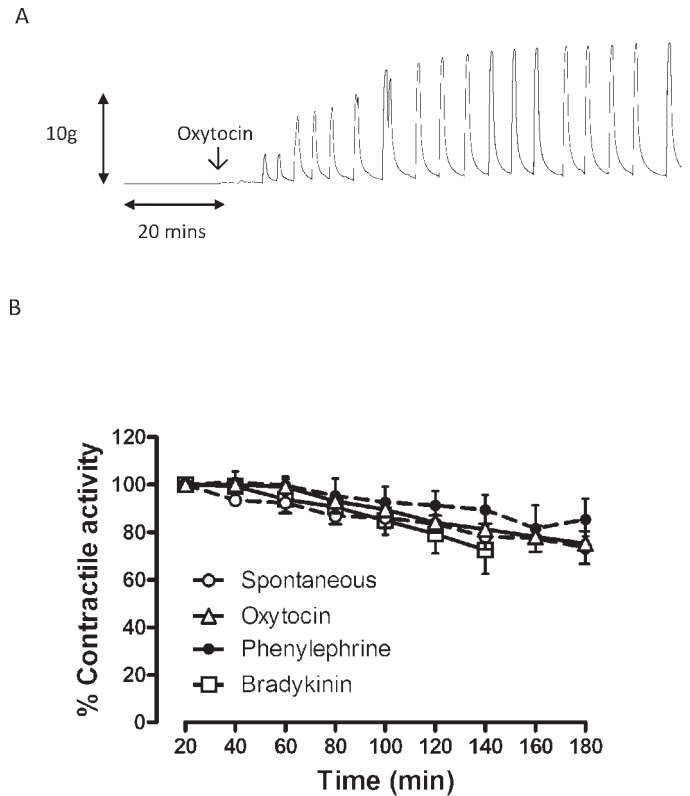 A
10g
Oxytocin
20 mins
B
% Contractile activity
120
100
80
60
40
20
0
Spontaneous
Oxytocin
Phenylephrine
Bradykinin
20 40 60 80 100 120 140 160 180
Time (min)